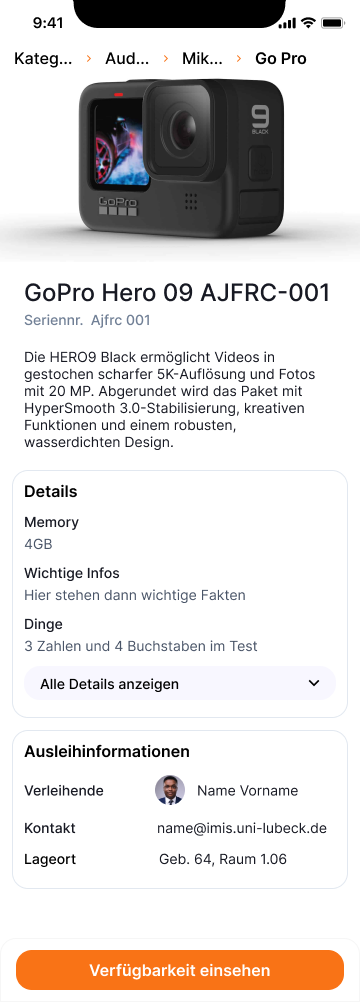 9:41
Kateg... > Aud... > Mik... > Go Pro
9
BLACK
GoPro
GoPro Hero 09 AJFRC-001
Seriennr. Ajfrc 001
Die HERO9 Black ermöglicht Videos in
gestochen scharfer 5K-Auflösung und Fotos
mit 20 MP. Abgerundet wird das Paket mit
HyperSmooth 3.0-Stabilisierung, kreativen
Funktionen und einem robusten,
wasserdichten Design.
Details
Memory
4GB
Wichtige Infos
Hier stehen dann wichtige Fakten
Dinge
3 Zahlen und 4 Buchstaben im Test
Alle Details anzeigen
Ausleihinformationen
Verleihende Name Vorname
Kontakt name@imis.uni-lubeck.de
Lageort Geb. 64, Raum 1.06
Verfügbarkeit einsehen